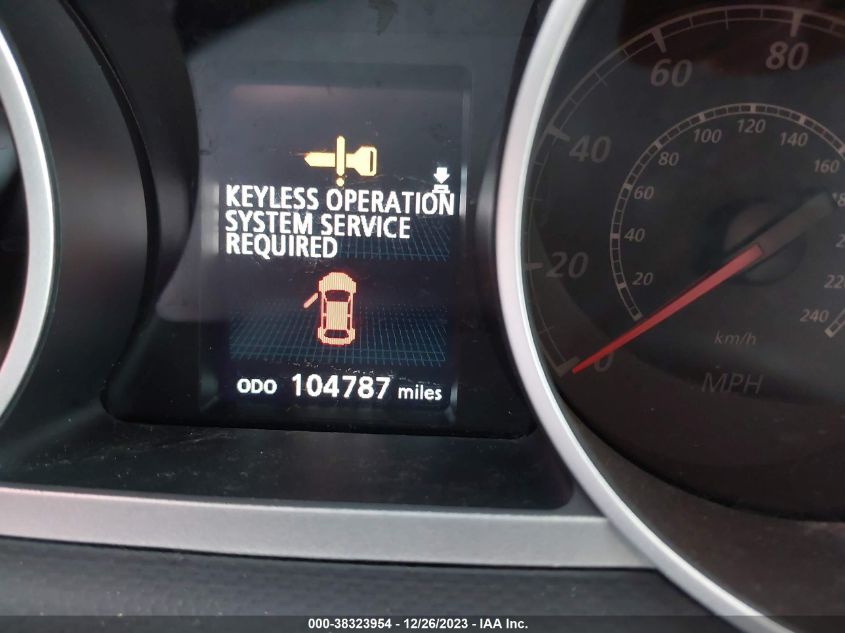 KEYLESS OPERATION
SYSTEM SERVICE
REQUIRED
ODO 104787 miles
0
20
40
60
80
20
40
60
80
100
120
140
160
240
km/h
MPH
000-38323954 - 12/26/2023 - IAA Inc.